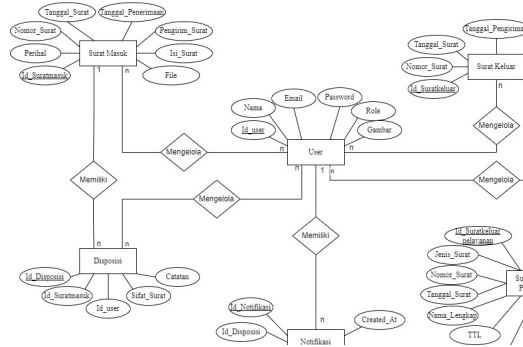 Tanggal_Surat
Tanggal_Penerimaan
Nomor_Surat
Pengirim_Surat
Perihal
Surat Masuk
Isi_Surat
Id_Suratmasuk
File
1
n
Tanggal_Pengirima
Tanggal_Surat
Nomor_Surat
Surat Keluar
Id_Suratkeluar
n
Nama
Email
Password
Role
Id_user
Gambar
User
n
n
n
1
n
Mengelola
Mengelola
Mengelola
Mengelola
Memiliki
Memiliki
n
n
Disposisi
Id_Disposisi
Catatan
Id_Suratmasuk
Sifat_Surat
Id_user
n
Id_Notifikasi
Created_At
Id_Disposisi
Notifikasi
Id_Suratkeluar
pelayanan
Jenis_Surat
Nomor_Surat
Su
P
Tanggal_Surat
Nama_Lengkap
TTL